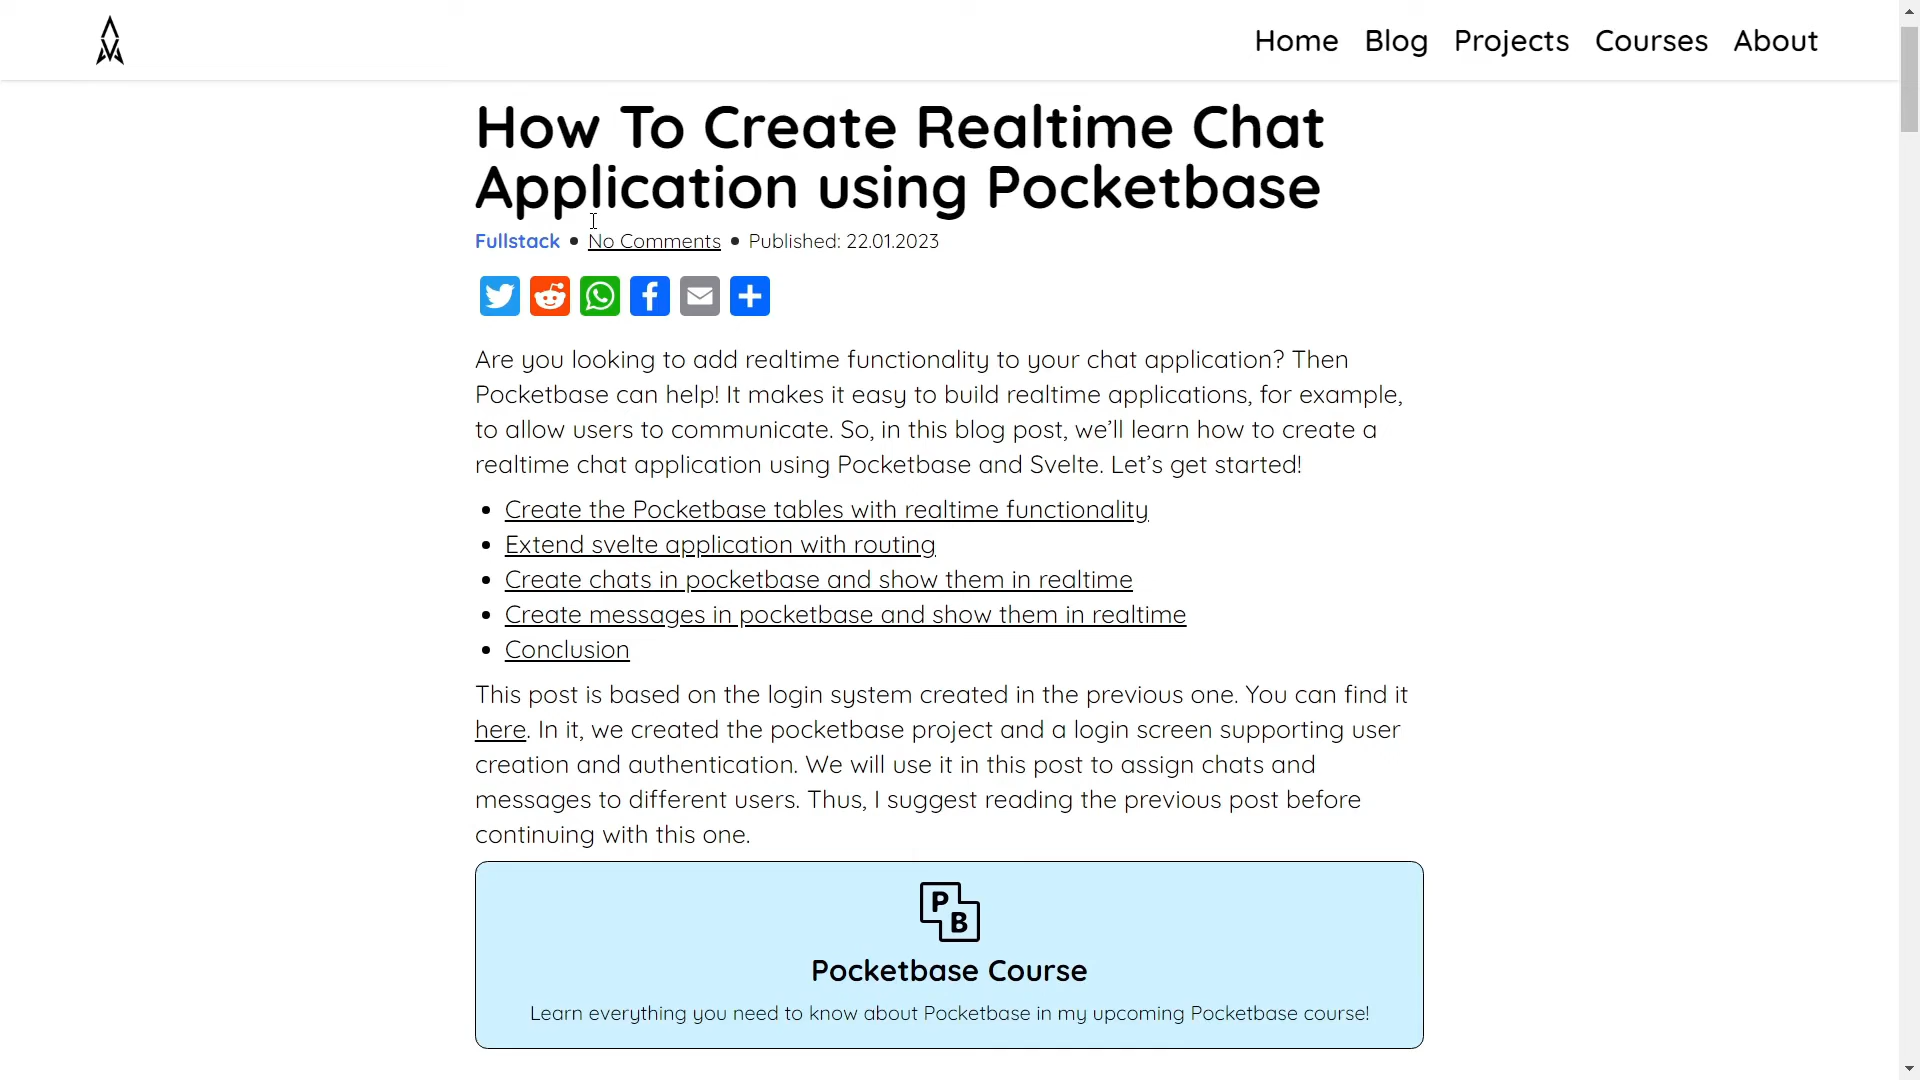 Home Blog Projects Courses About
How To Create Realtime Chat
Application using Pocketbase
Fullstack • No Comments • Published: 22.01.2023
Are you looking to add realtime functionality to your chat application? Then
Pocketbase can help! It makes it easy to build realtime applications, for example,
to allow users to communicate. So, in this blog post, we’ll learn how to create a
realtime chat application using Pocketbase and Svelte. Let’s get started!
• Create the Pocketbase tables with realtime functionality
• Extend svelte application with routing
• Create chats in pocketbase and show them in realtime
• Create messages in pocketbase and show them in realtime
• Conclusion
This post is based on the login system created in the previous one. You can find it
here. In it, we created the pocketbase project and a login screen supporting user
creation and authentication. We will use it in this post to assign chats and
messages to different users. Thus, I suggest reading the previous post before
continuing with this one.
P
B
Pocketbase Course
Learn everything you need to know about Pocketbase in my upcoming Pocketbase course!